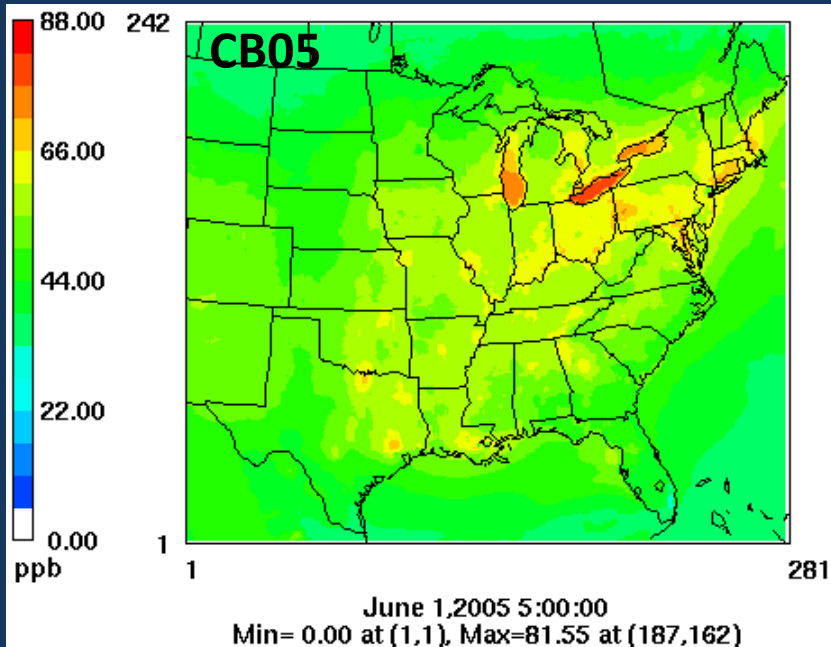 88.00
66.00
44.00
22.00
0.00
ppb
242
CB05
1
1
281
June 1,2005 5:00:00
Min= 0.00 at (1,1), Max=81.55 at (187,162)